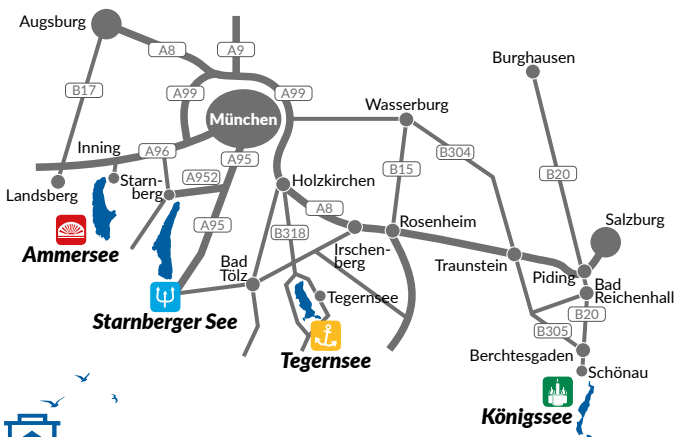 Augsburg
A8
A9
Burghausen
B17
A99
A99
Wasserburg
München
Inning
A96
A95
B304
Landsberg
Starn-
berg
A952
Holzkirchen
B15
B20
A8
A95
B318
Rosenheim
Salzburg
Ammersee
Irschen-
berg
Bad
Tölz
Traunstein
Piding
Bad
Reichenhall
Tegernsee
Starnberger See
B20
B305
Tegernsee
Berchtesgaden
Schönau
Königssee